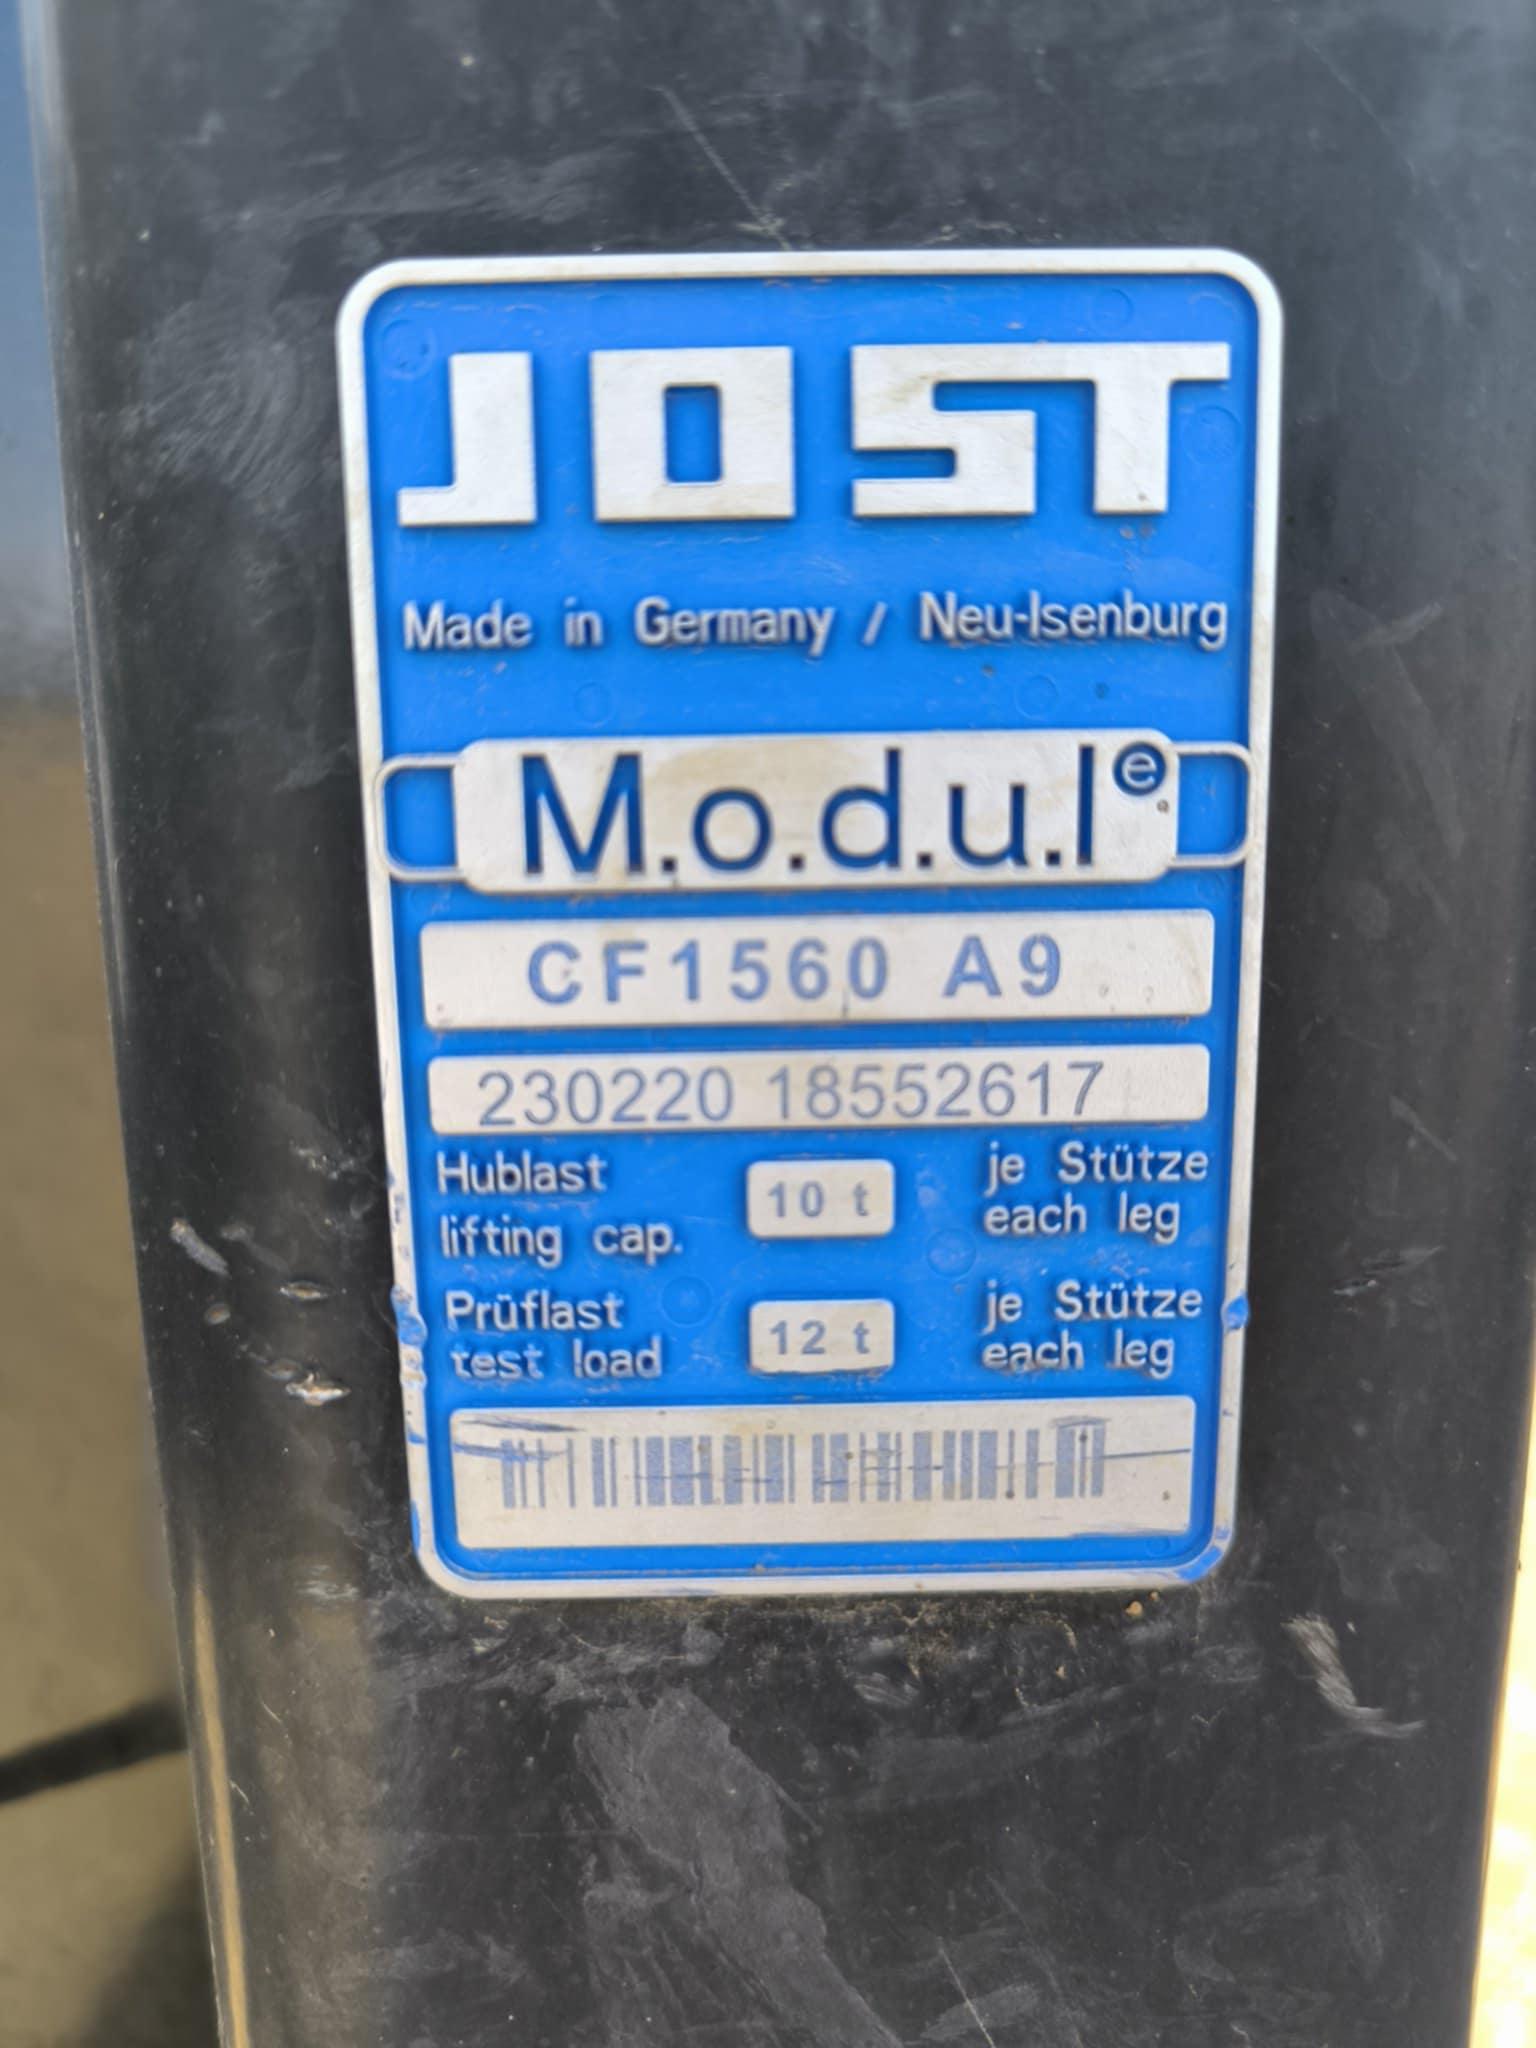 JOST
Made in Germany / Neu-Isenburg
M.o.d.u.l e
CF1560 A9
230220 18552617
Hublast 10 t je Stütze
lifting cap. each leg
Prüflast 12 t je Stütze
test load each leg